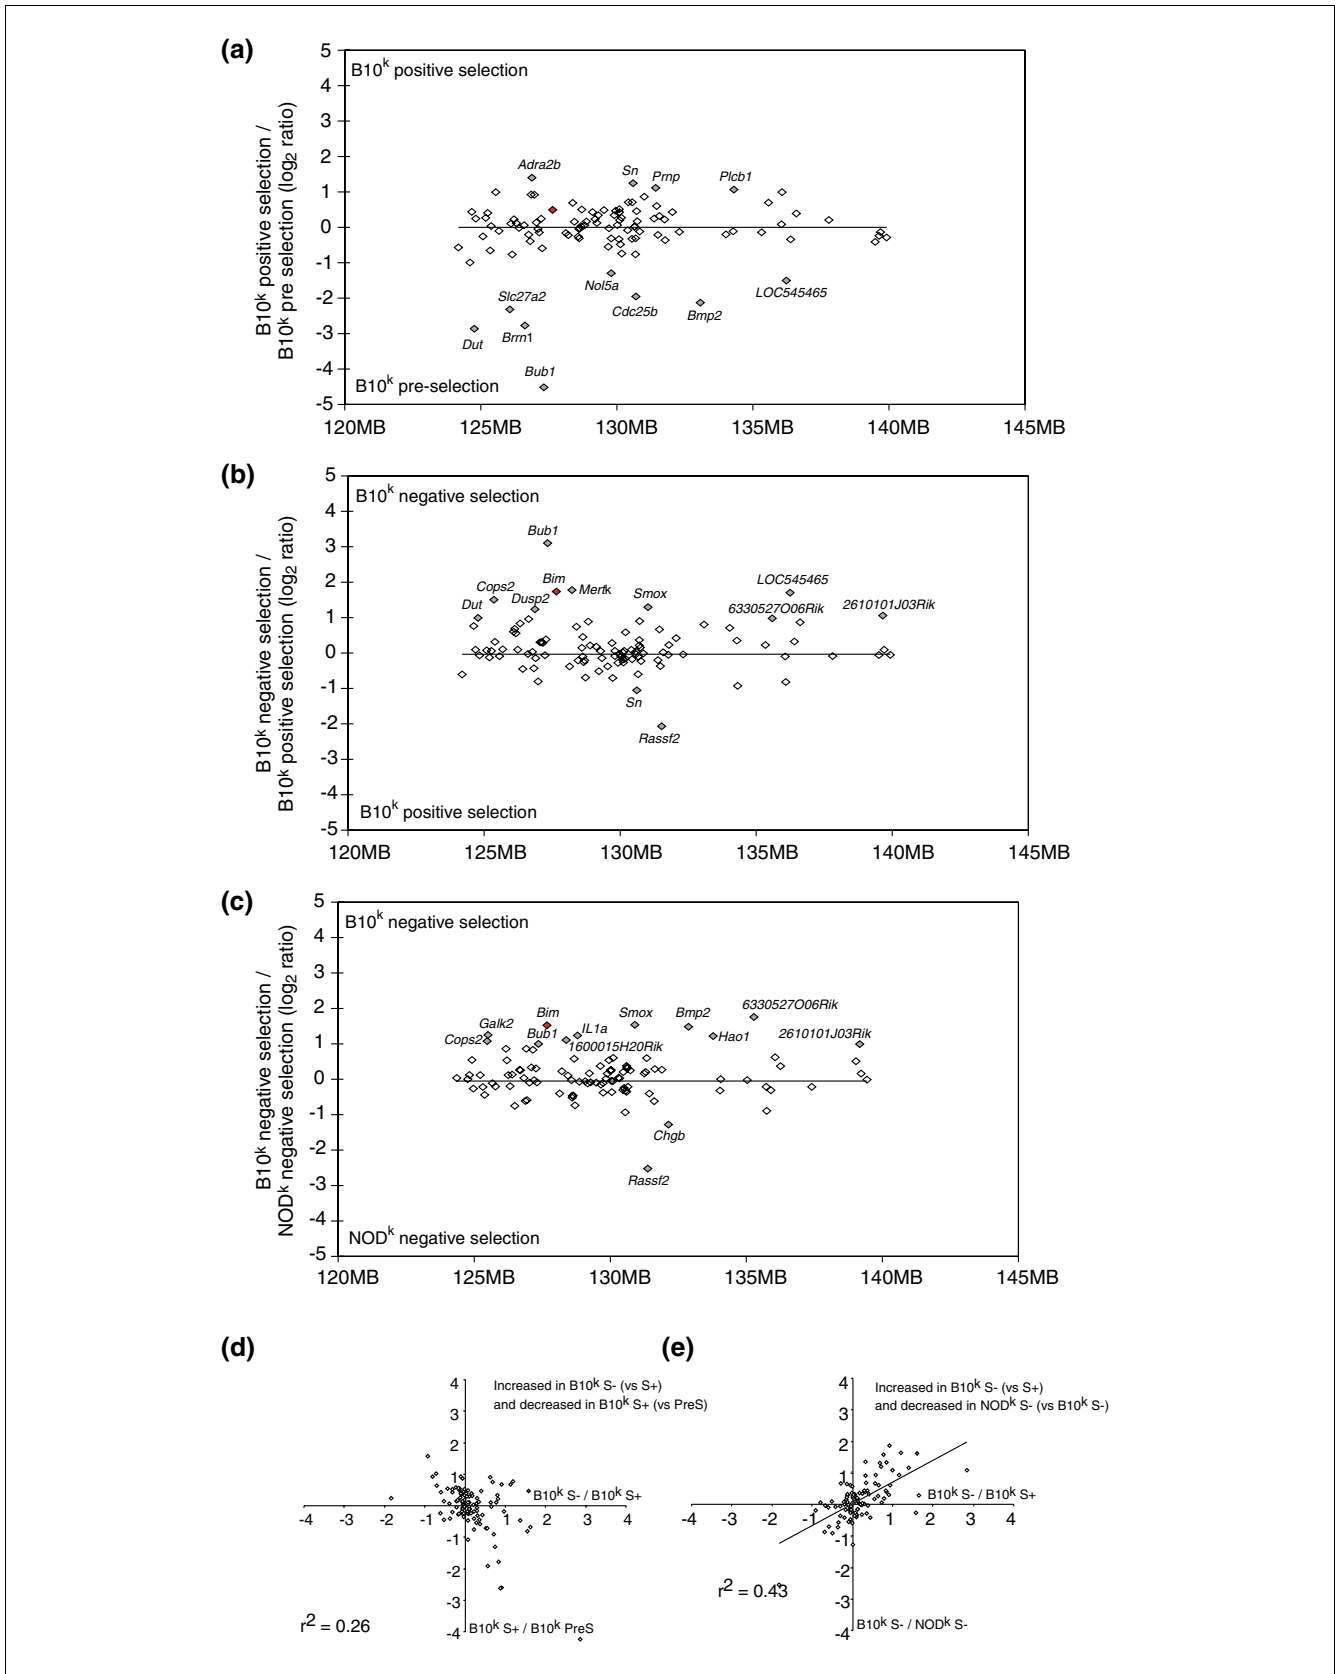 (a)
B10k positive selection
B10k positive selection /
B10k pre selection (log2 ratio)
5
4
3
2
1
0
-1
-2
-3
-4
-5
Adra2b
Sn
Prnp
Plcb1
Nol5a
LOC545465
Slc27a2
Cdc25b
Bmp2
Brrn1
Dut
Bub1
B10k pre-selection
120MB 125MB 130MB 135MB 140MB 145MB
(b)
B10k negative selection
B10k negative selection /
B10k positive selection (log2 ratio)
5
4
3
2
1
0
-1
-2
-3
-4
-5
Bub1
Cops2
Bim
Mertk
LOC545465
Dut
Dusp2
Smox
6330527O06Rik
2610101J03Rik
Sn
Rassf2
B10k positive selection
120MB 125MB 130MB 135MB 140MB 145MB
(c)
B10k negative selection
B10k negative selection /
NODk negative selection (log2 ratio)
5
4
3
2
1
0
-1
-2
-3
-4
-5
Galk2
Bim
Smox
Bmp2
6330527O06Rik
Cops2
Bub1
IL1a
Hao1
2610101J03Rik
1600015H20Rik
Chgb
Rassf2
NODk negative selection
120MB 125MB 130MB 135MB 140MB 145MB
(d)
Increased in B10k S- (vs S+)
and decreased in B10k S+ (vs PreS)
4
3
2
1
-1
-2
-3
-4
B10k S- / B10k S+
-4 -3 -2 -1 1 2 3 4
r2 = 0.26
B10k S+ / B10k PreS
(e)
Increased in B10k S- (vs S+)
and decreased in NODk S- (vs B10k S-)
4
3
2
1
-1
-2
-3
-4
B10k S- / B10k S+
-4 -3 -2 -1 1 2 3 4
r2 = 0.43
B10k S- / NODk S-